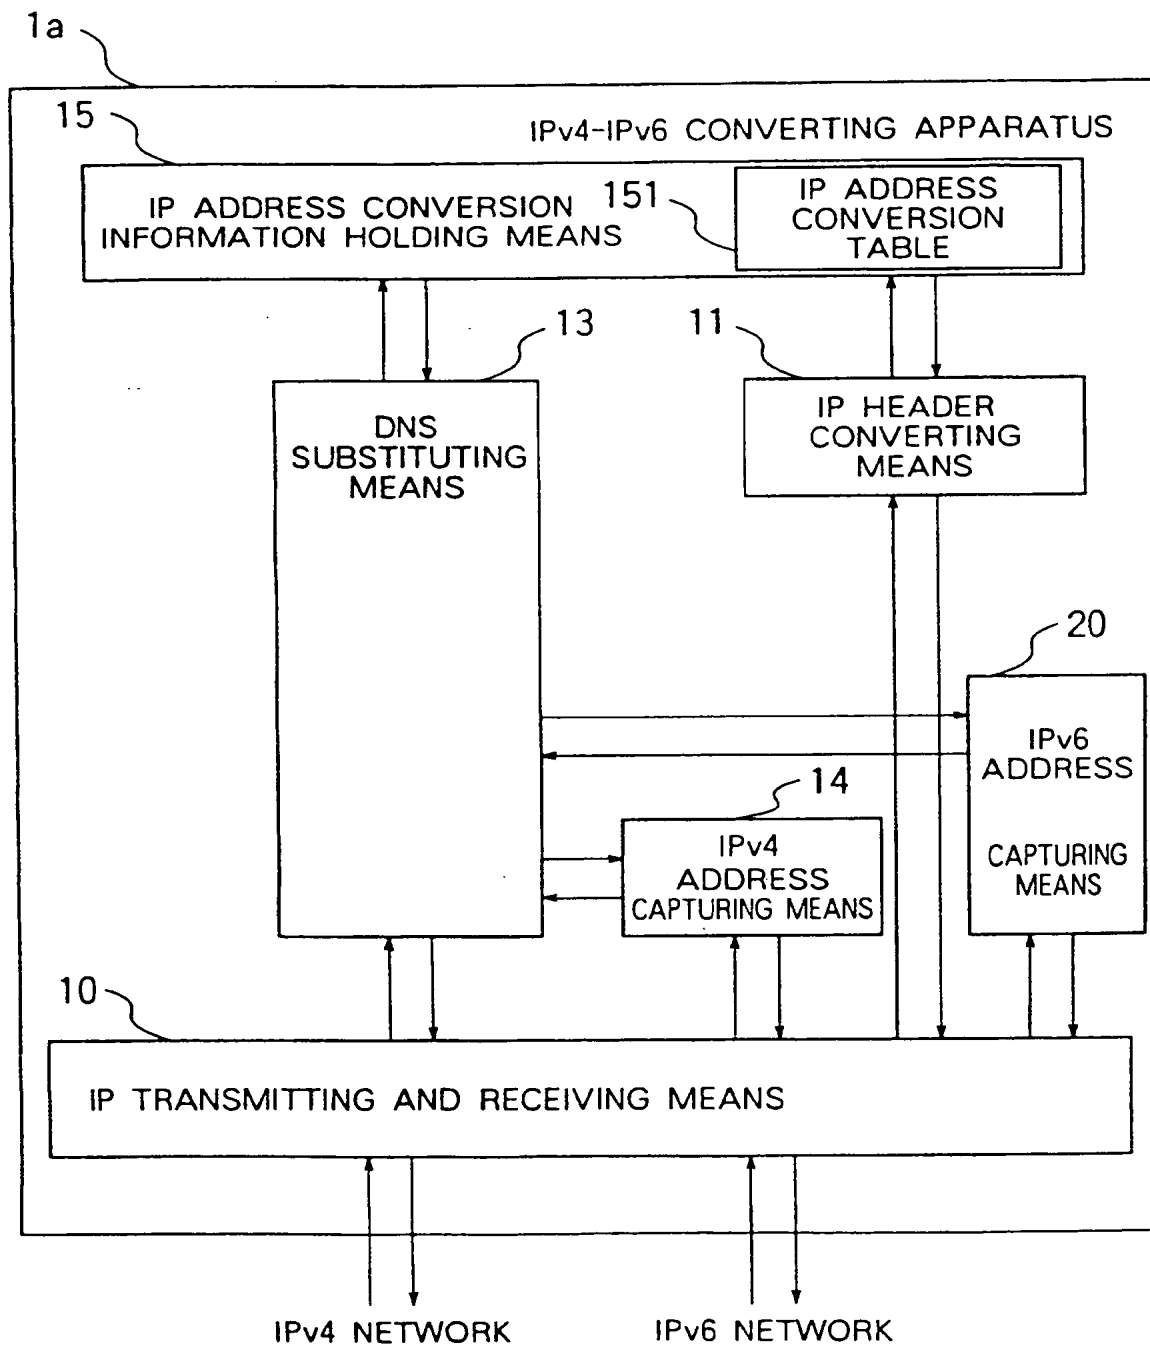 1a
15
IPv4-IPv6 CONVERTING APPARATUS
IP ADDRESS CONVERSION
INFORMATION HOLDING MEANS
151
IP ADDRESS
CONVERSION
TABLE
13
11
DNS
SUBSTITUTING
MEANS
IP HEADER
CONVERTING
MEANS
20
IPv6
ADDRESS
CAPTURING
MEANS
14
IPv4
ADDRESS
CAPTURING MEANS
10
IP TRANSMITTING AND RECEIVING MEANS
IPv4 NETWORK
IPv6 NETWORK